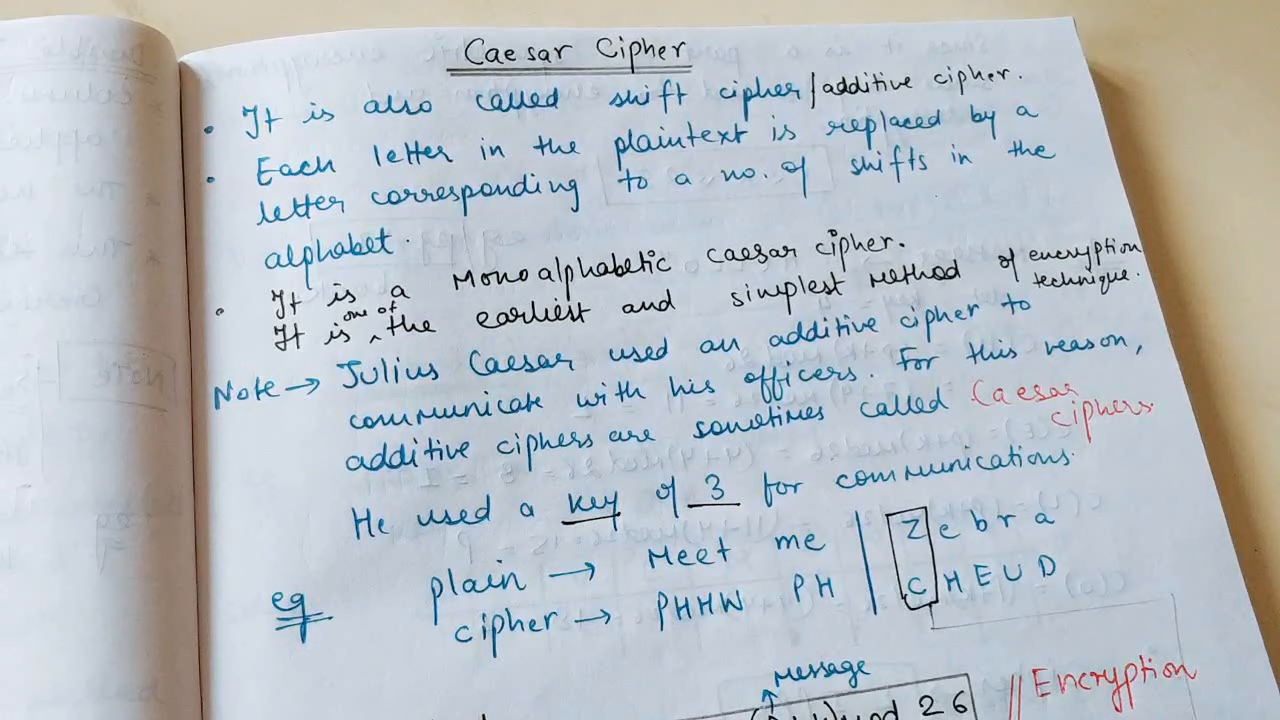 Caesar Cipher
• It is also called shift cipher/additive cipher.
• Each letter in the plaintext is replaced by a
letter corresponding to a no. of shifts in the
alphabet.
• It is a Monoalphabetic caesar cipher.
It is one of the earliest and simplest method of encryption
technique.
Note → Julius Caesar used an additive cipher to
communicate with his officers. For this reason,
additive ciphers are sometimes called Caesar
ciphers.
He used a key of 3 for communications.
eg plain → Meet me | Zebra
cipher → PHHW PH | CHEUD
message
mod 26 // Encryption
NOTE